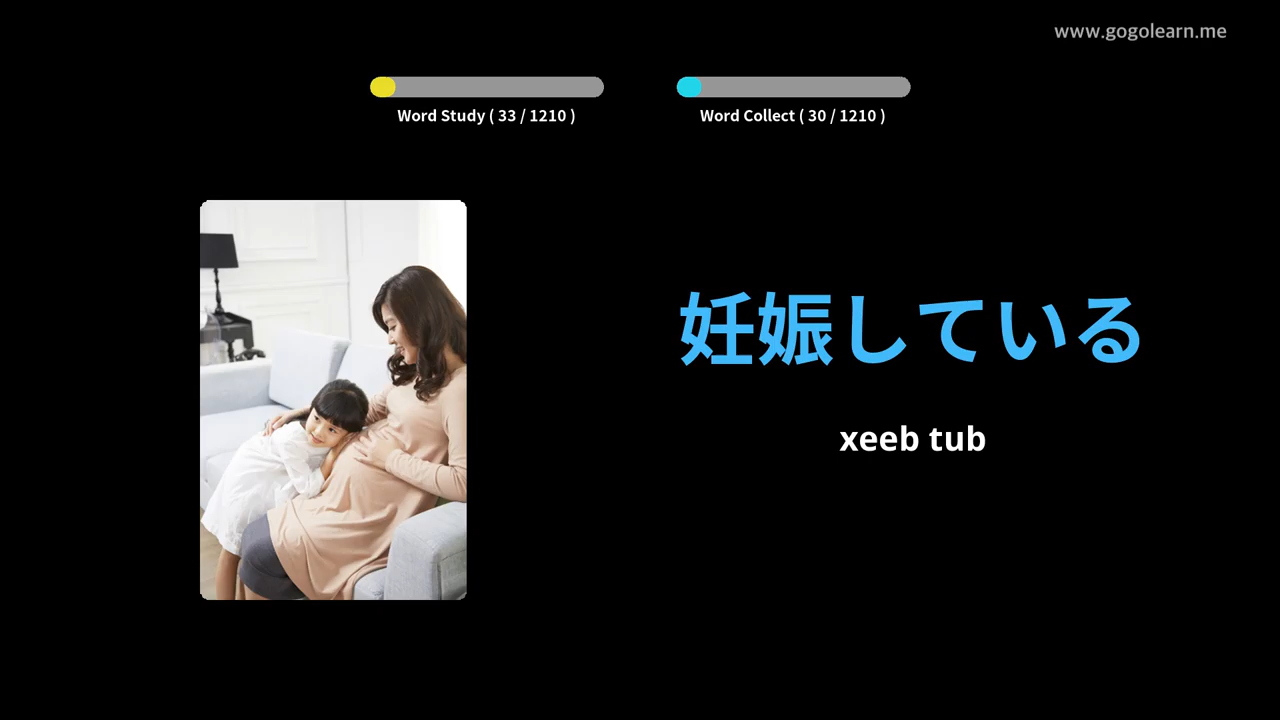 www.gogolearn.me
Word Study ( 33 / 1210 )
Word Collect ( 30 / 1210 )
妊娠している
xeeb tub